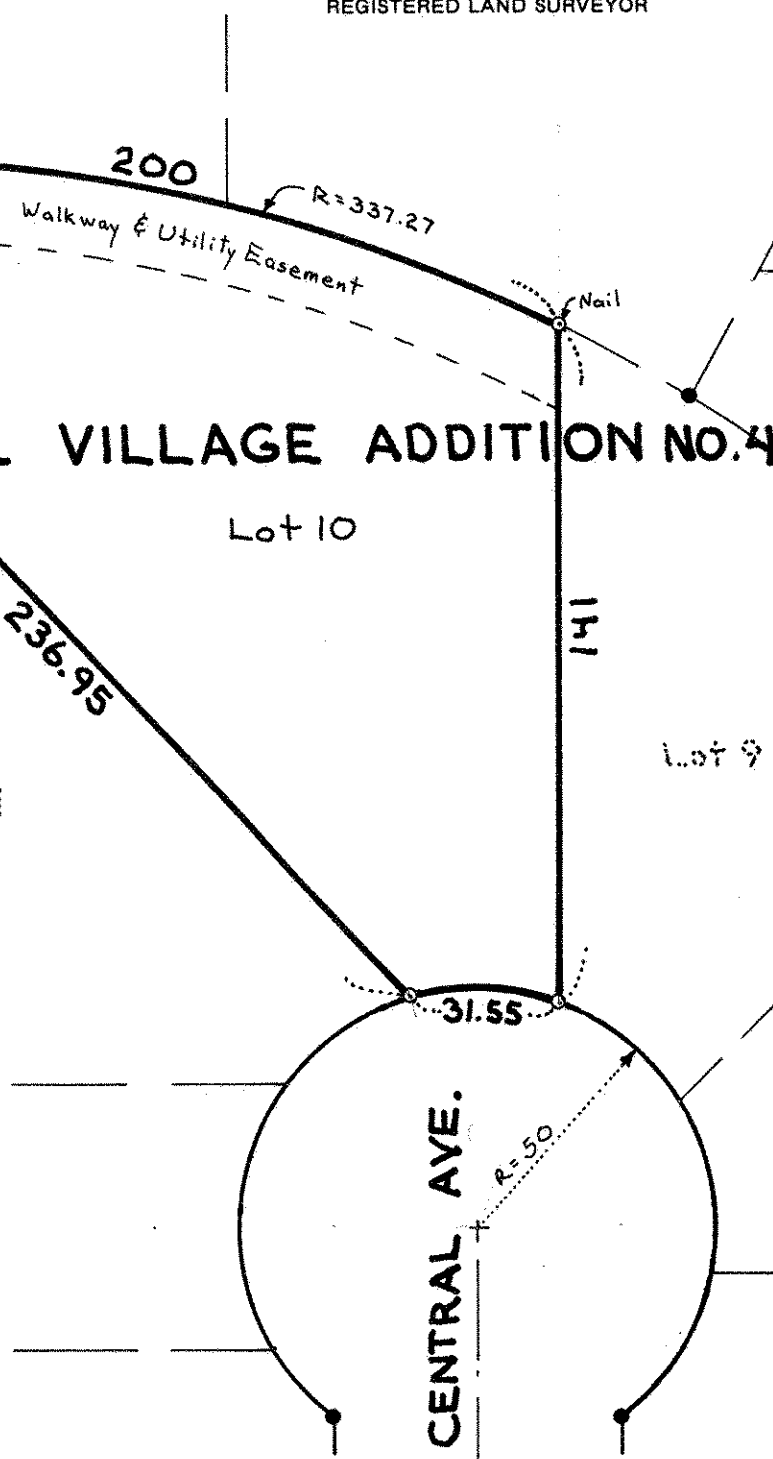 REGISTERED LAND SURVEYOR
200
R=337.27
Walkway & Utility Easement
Nail
VILLAGE ADDITION NO.4
Lot 10
141
236.95
Lot 9
31.55
R=50
CENTRAL AVE.